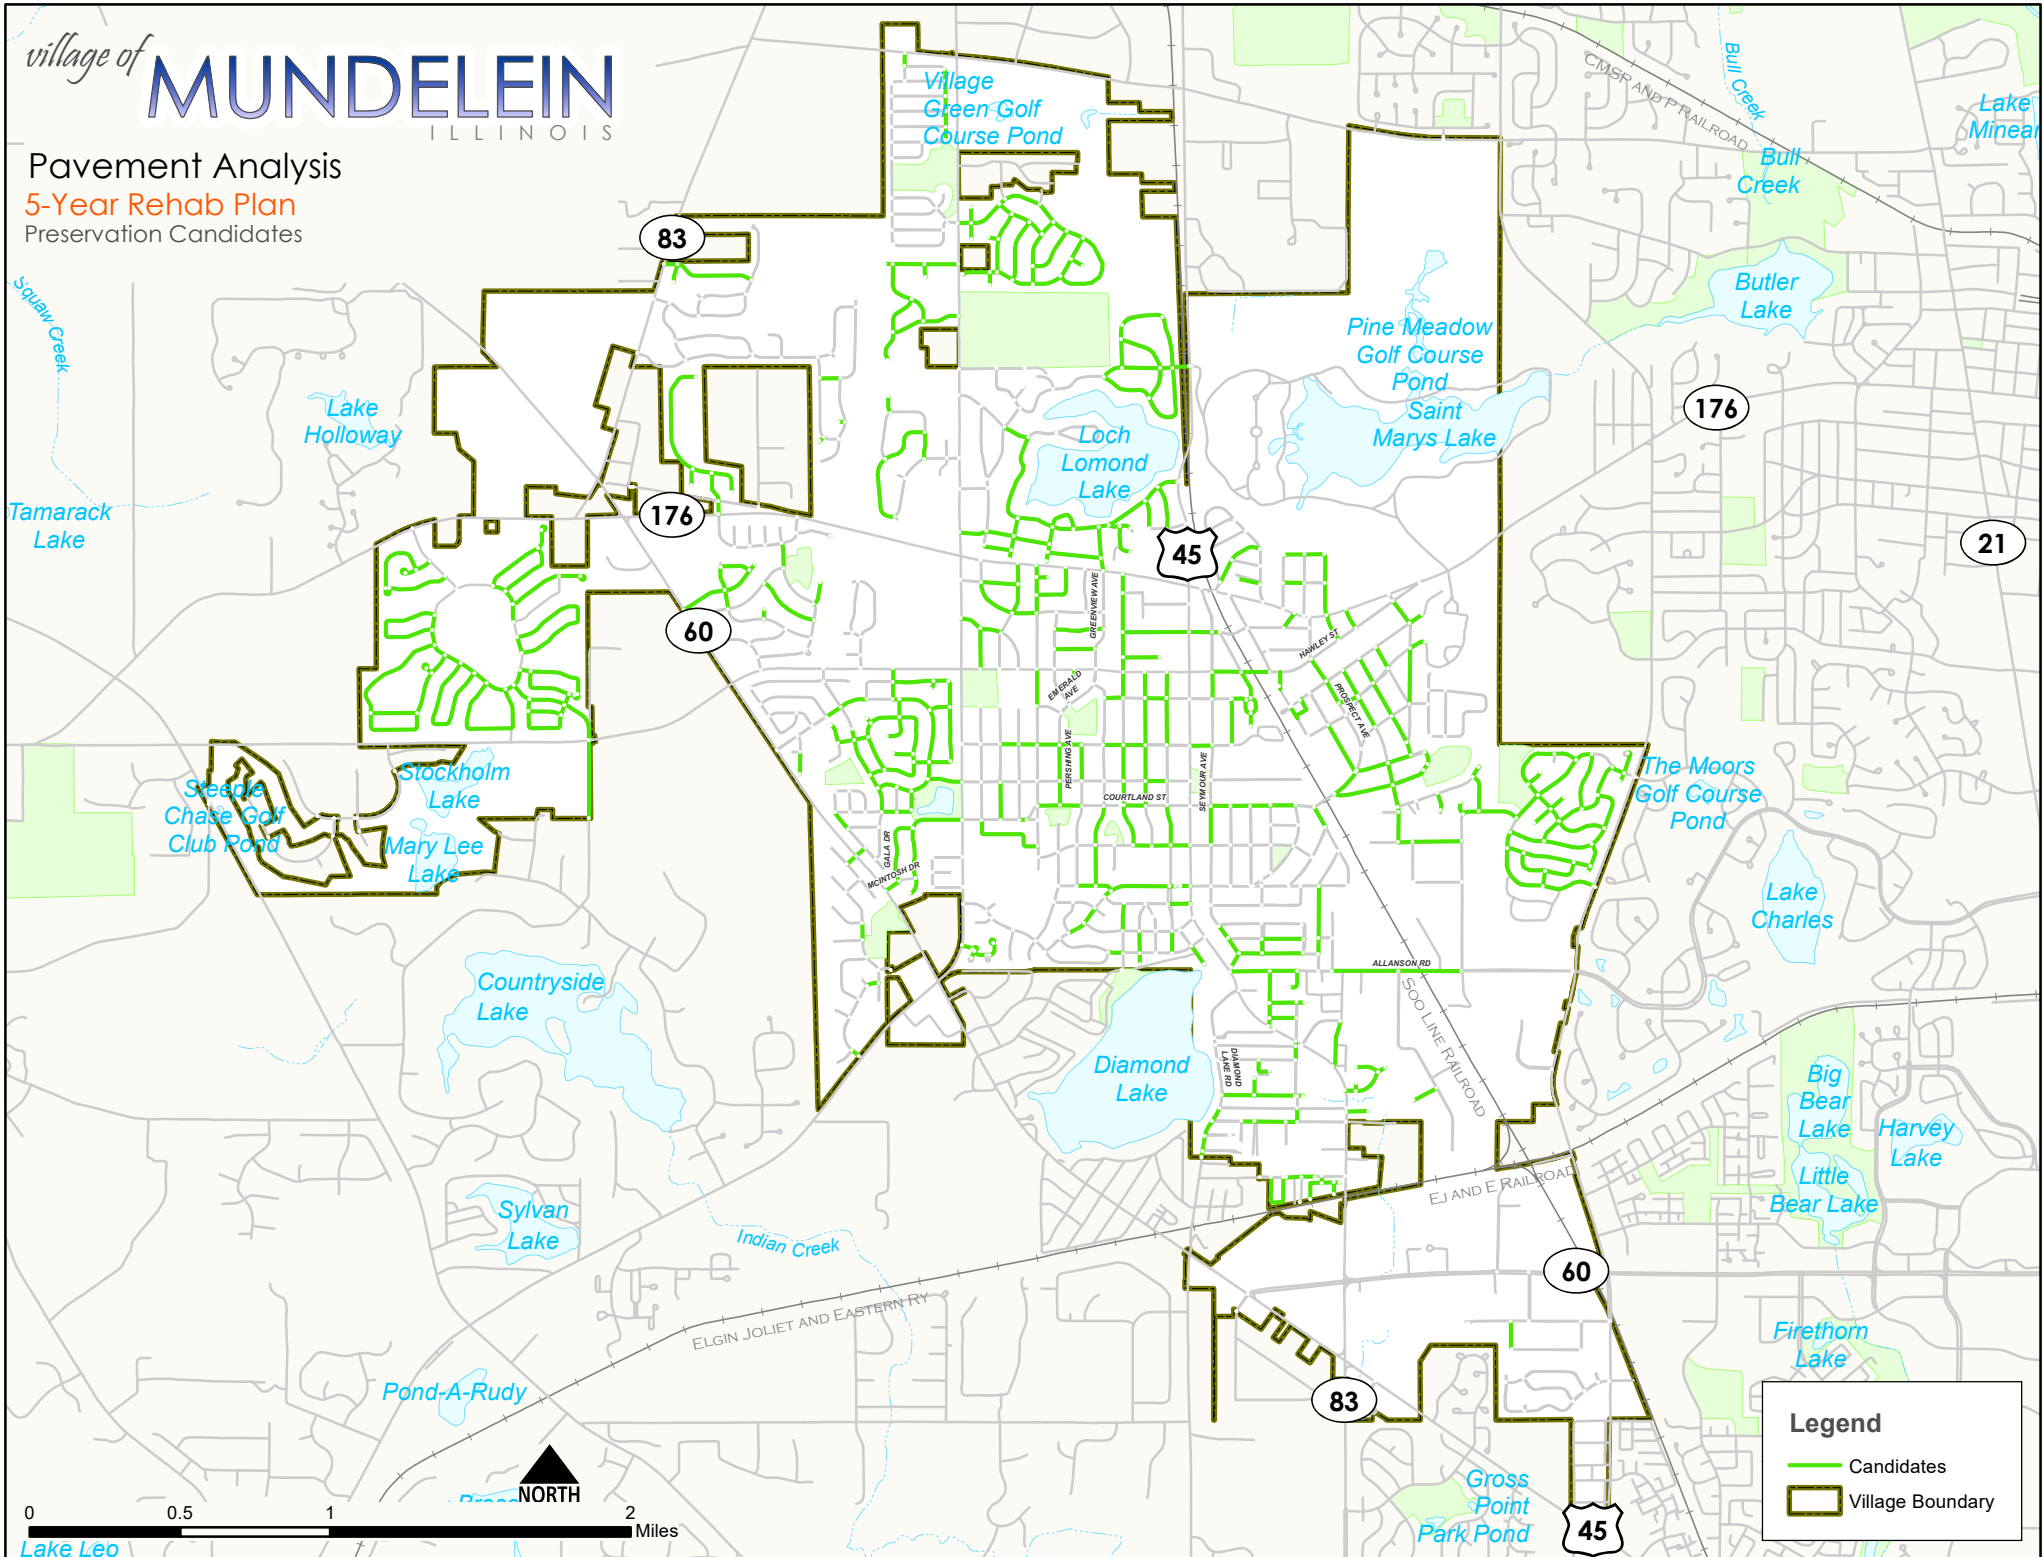 village of
MUNDELEIN
ILLINOIS
Pavement Analysis
5-Year Rehab Plan
Preservation Candidates
Village
Green Golf
Course Pond
CMSR AND P RAILROAD
Bull Creek
Lake
Minear
Bull
Creek
83
Squaw Creek
Butler
Lake
Pine Meadow
Golf Course
Pond
Saint
Marys Lake
176
Lake
Holloway
Loch
Lomond
Lake
Tamarack
Lake
176
45
21
60
GREENVIEW AVE
HAWLEY ST
EMERALD
AVE
PROSPECT AVE
PERSHING AVE
SEYMOUR AVE
COURTLAND ST
Stockholm
Lake
Steeple
Chase Golf
Club Pond
Mary Lee
Lake
GALA DR
MCINTOSH DR
The Moors
Golf Course
Pond
Lake
Charles
ALLANSON RD
SOO LINE RAILROAD
Countryside
Lake
Diamond
Lake
DIAMOND
LAKE RD
Big
Bear
Lake
Harvey
Lake
Little
Bear Lake
EJ AND E RAILROAD
Sylvan
Lake
Indian Creek
60
ELGIN JOLIET AND EASTERN RY
Firethorn
Lake
Pond-A-Rudy
83
Gross
Point
Park Pond
45
Legend
Candidates
Village Boundary
NORTH
0
0.5
1
2
Miles
Lake Leo